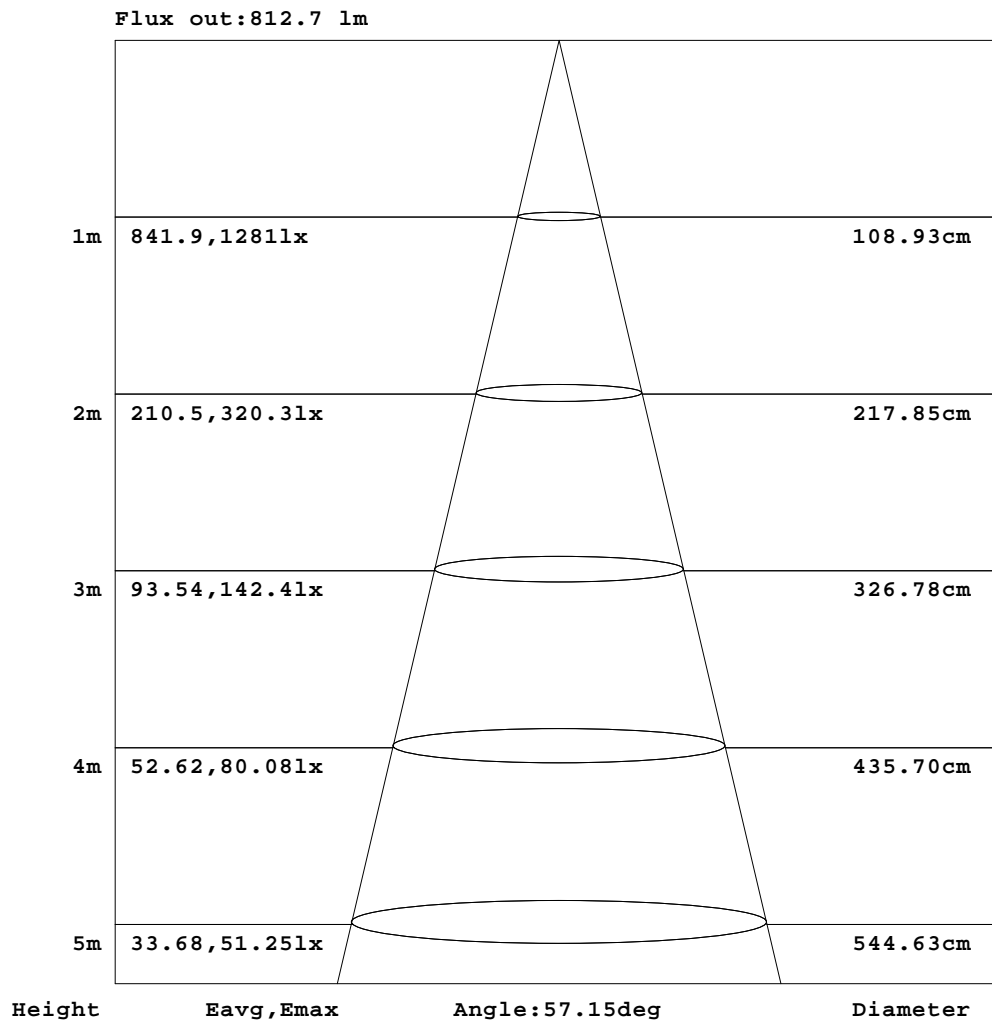 Flux out:812.7 lm
1m 841.9,1281lx 108.93cm
2m 210.5,320.3lx 217.85cm
3m 93.54,142.4lx 326.78cm
4m 52.62,80.08lx 435.70cm
5m 33.68,51.25lx 544.63cm
Height Eavg,Emax Angle:57.15deg Diameter